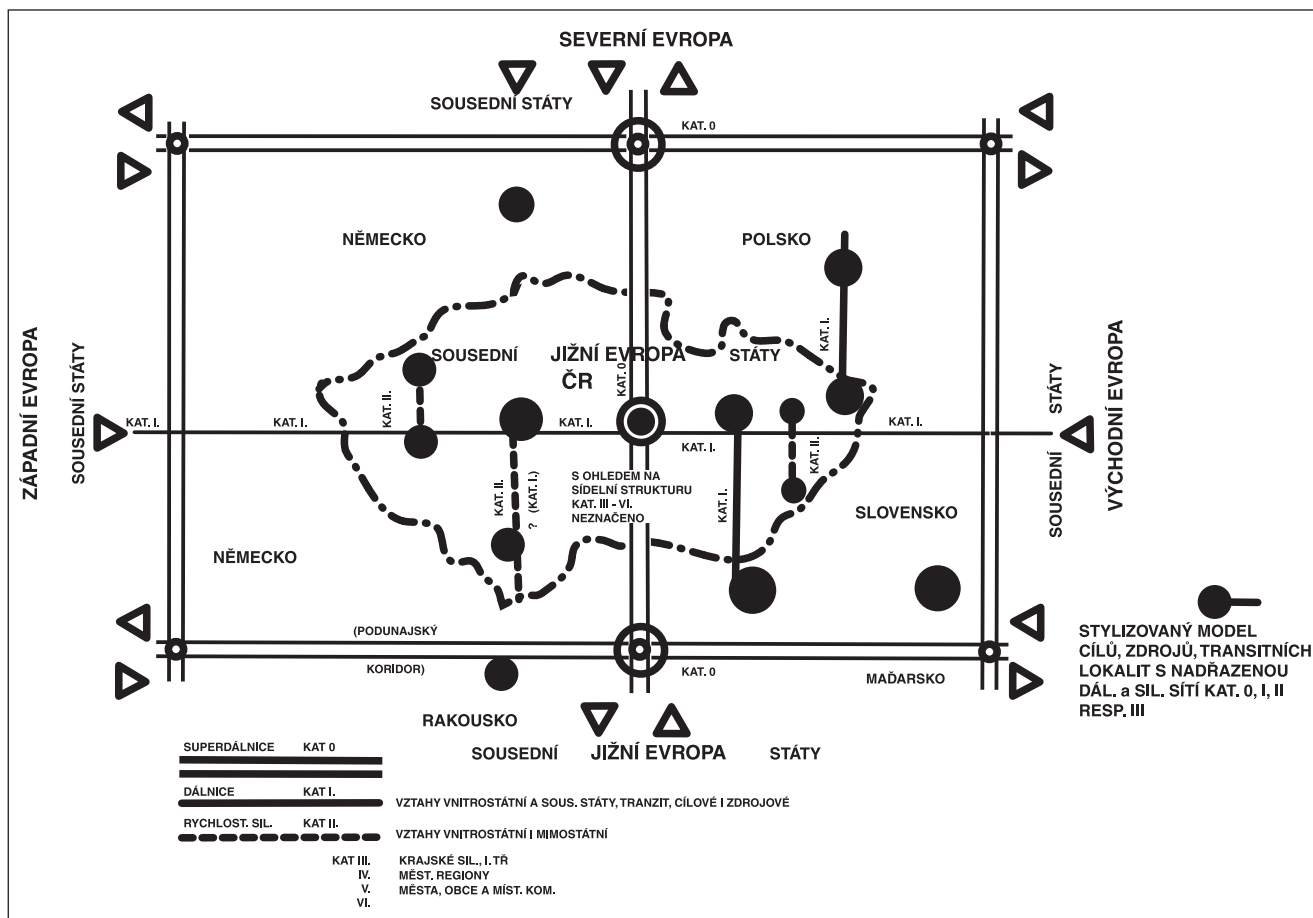 SEVERNÍ EVROPA
SOUSEDNÍ STÁTY
KAT. 0
NĚMECKO
POLSKO
KAT. I.
ZÁPADNÍ EVROPA
SOUSEDNÍ STÁTY
SOUSEDNÍ
JIŽNÍ EVROPA
STÁTY
ČR
KAT. 0
KAT. II.
KAT. I.
KAT. I.
KAT. I.
KAT. I.
KAT. I.
KAT. II.
STÁTY
SOUSEDNÍ
VÝCHODNÍ EVROPA
KAT. II.
? (KAT. I.)
S OHLEDEM NA
SÍDELNÍ STRUKTURU
KAT. III - VI.
NEZNAČENO
KAT. I.
SLOVENSKO
NĚMECKO
(PODUNAJSKÝ
KORIDOR)
KAT. 0
MAĎARSKO
RAKOUSKO
SOUSEDNÍ
JIŽNÍ EVROPA
STÁTY
STYLIZOVANÝ MODEL
CÍLŮ, ZDROJŮ, TRANSITNÍCH
LOKALIT S NADŘAZENOU
DÁL. a SIL. SÍTÍ KAT. 0, I, II
RESP. III
SUPERDÁLNICE KAT 0
DÁLNICE KAT I.
VZTAHY VNITROSTÁTNÍ A SOUS. STÁTY, TRANZIT, CÍLOVÉ I ZDROJOVÉ
RYCHLOST. SIL. KAT II.
VZTAHY VNITROSTÁTNÍ I MIMOSTÁTNÍ
KAT III. KRAJSKÉ SIL., I. TŘ
IV. MĚST. REGIONY
V. MĚSTA, OBCE A MÍST. KOM.
VI.